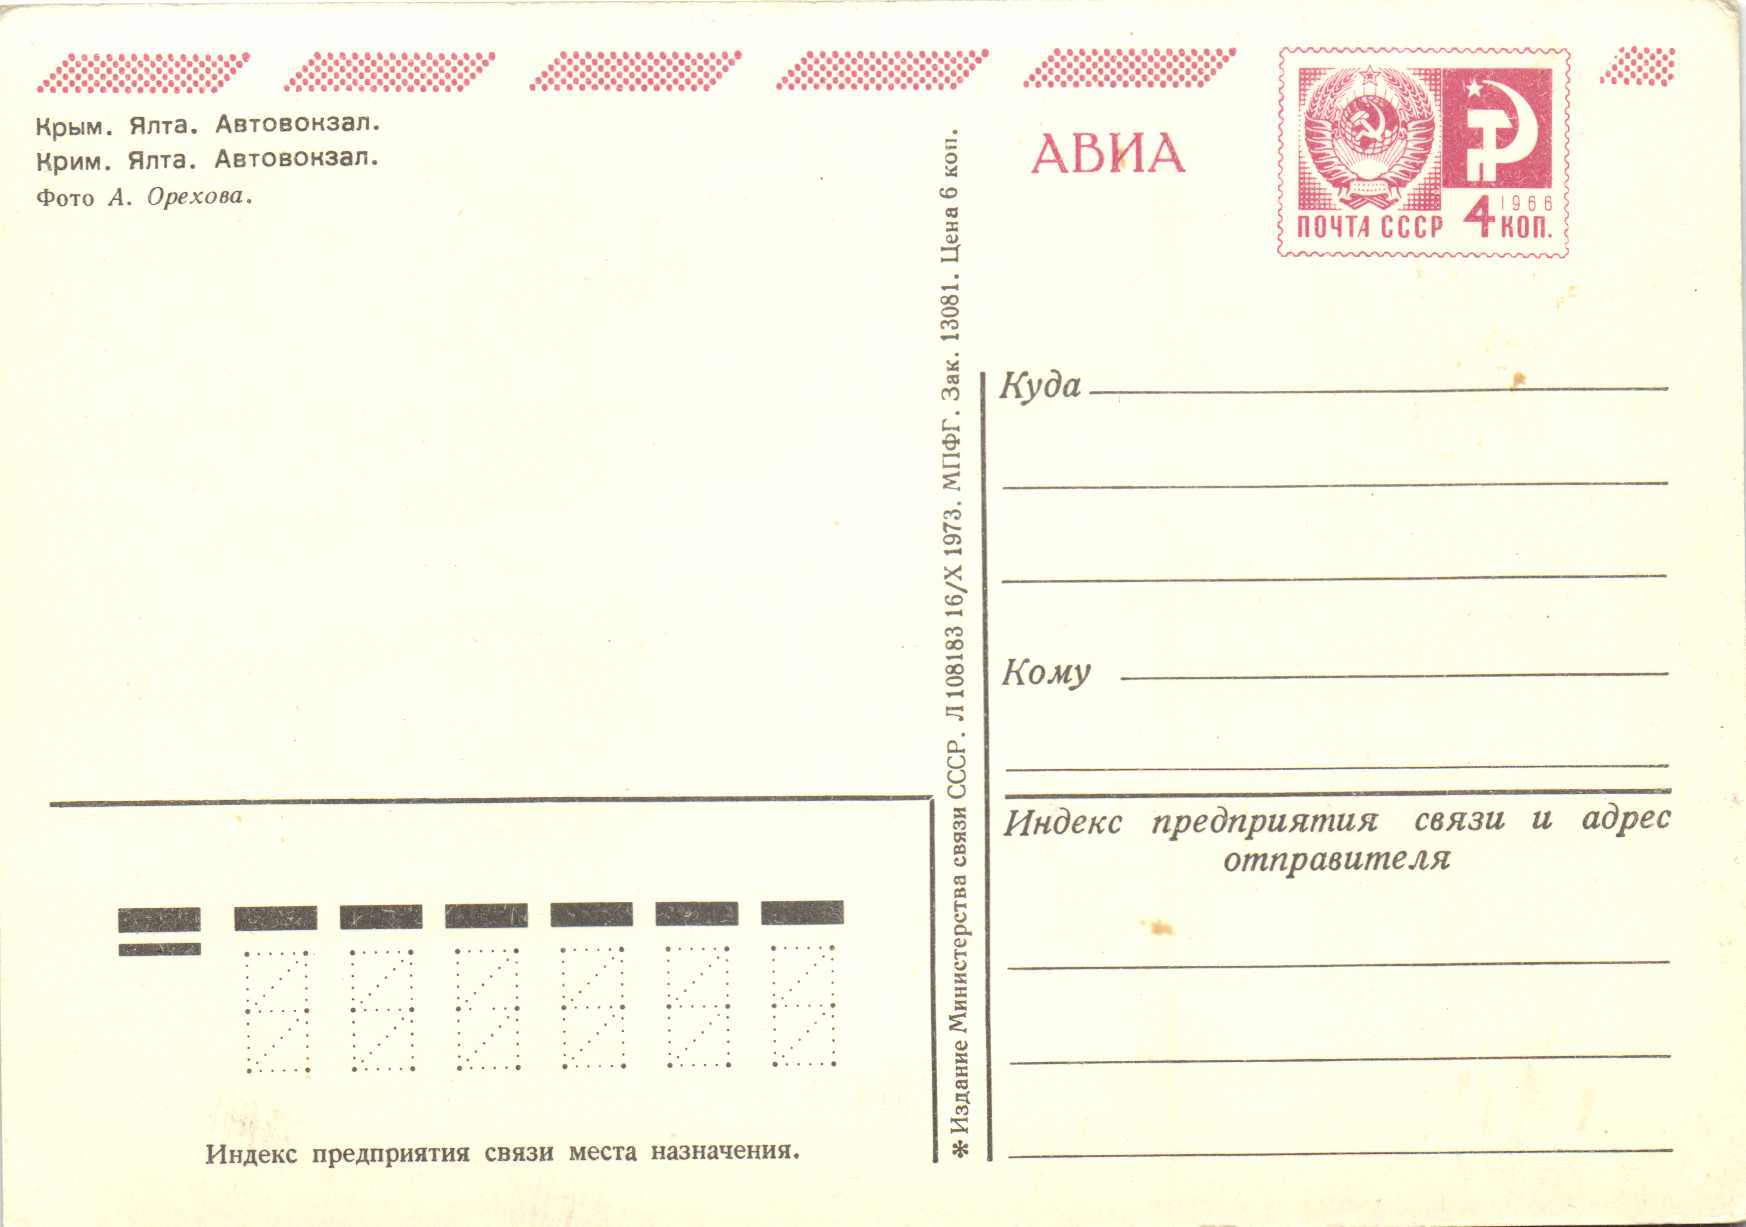 Крым. Ялта. Автовокзал.
Крим. Ялта. Автовокзал.
Фото А. Орехова.
АВИА
1966
ПОЧТА СССР 4 КОП.
✻ Издание Министерства связи СССР. Л 108183 16/X 1973. МПФГ. Зак. 13081. Цена 6 коп.
Куда
Кому
Индекс предприятия связи и адрес
отправителя
Индекс предприятия связи места назначения.